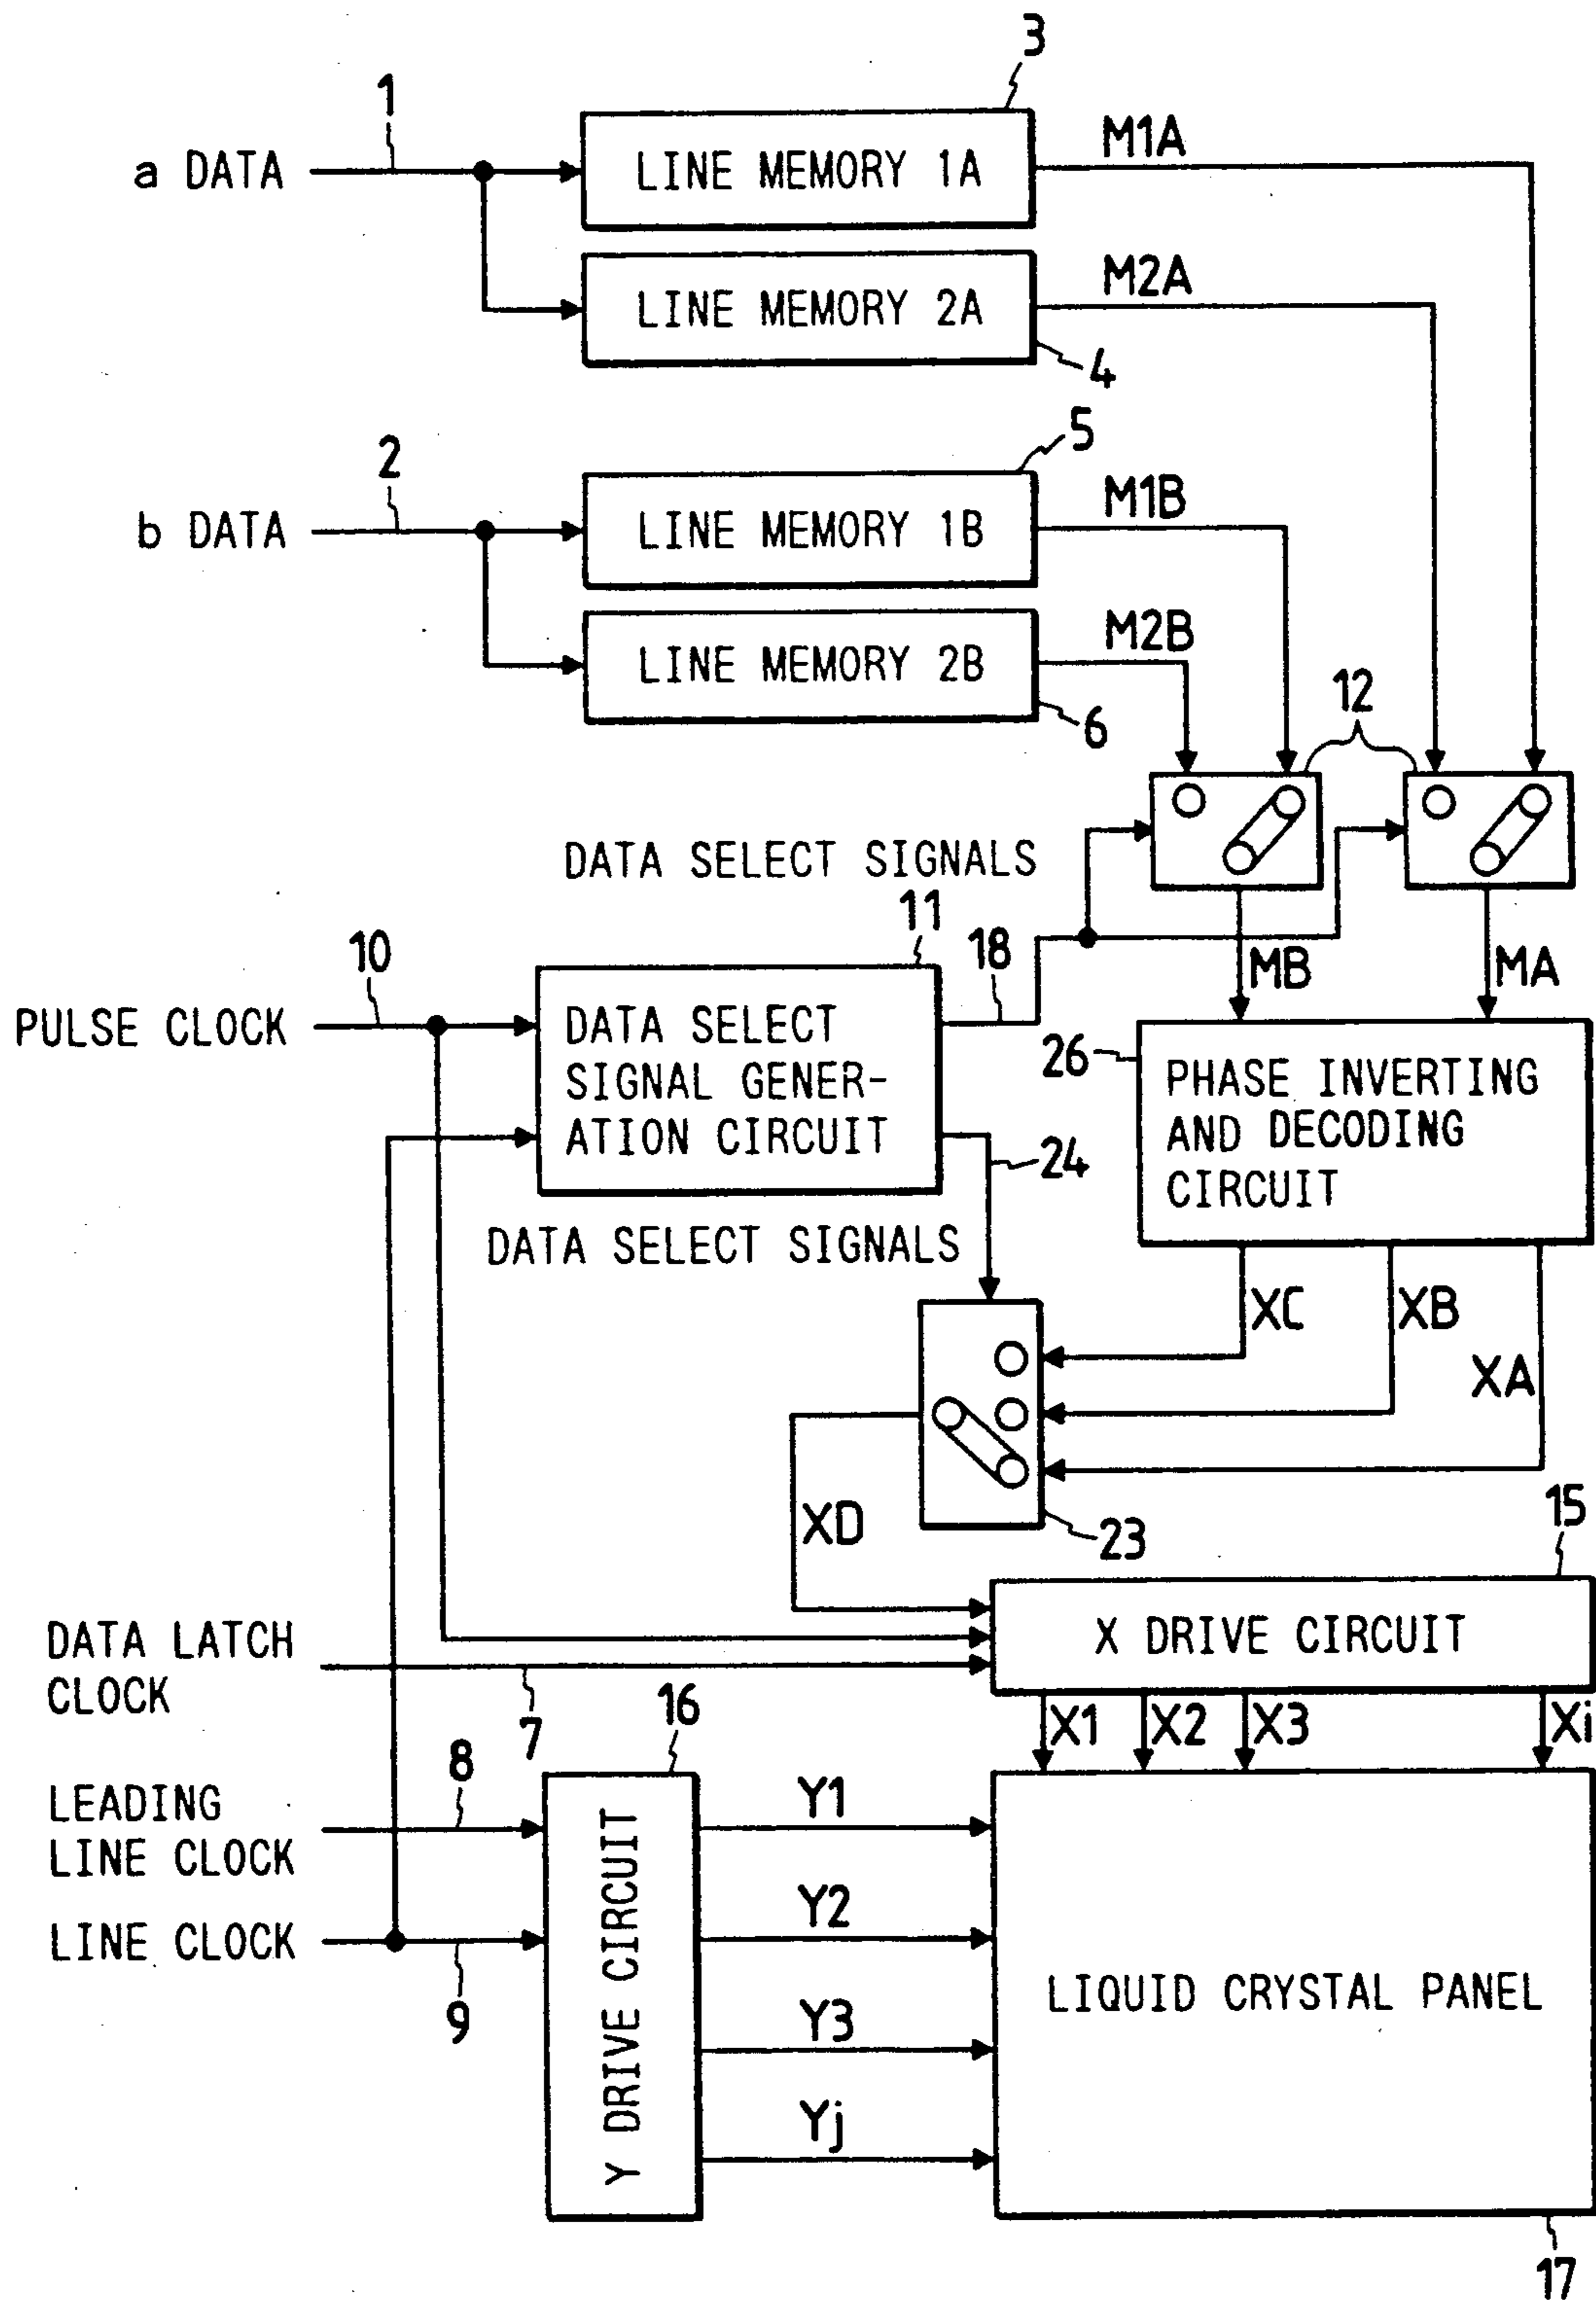 3
1
M1A
a DATA
LINE MEMORY 1A
M2A
LINE MEMORY 2A
4
5
2
M1B
b DATA
LINE MEMORY 1B
M2B
LINE MEMORY 2B
6
12
DATA SELECT SIGNALS
11
10
18
MB
MA
PULSE CLOCK
DATA SELECT
SIGNAL GENER-
ATION CIRCUIT
26
PHASE INVERTING
AND DECODING
CIRCUIT
24
DATA SELECT SIGNALS
XC
XB
XA
XD
23
15
X DRIVE CIRCUIT
DATA LATCH
CLOCK
7
16
X1
X2
X3
Xi
8
LEADING
LINE CLOCK
Y1
Y2
LINE CLOCK
9
Y DRIVE CIRCUIT
Y3
Yj
LIQUID CRYSTAL PANEL
17